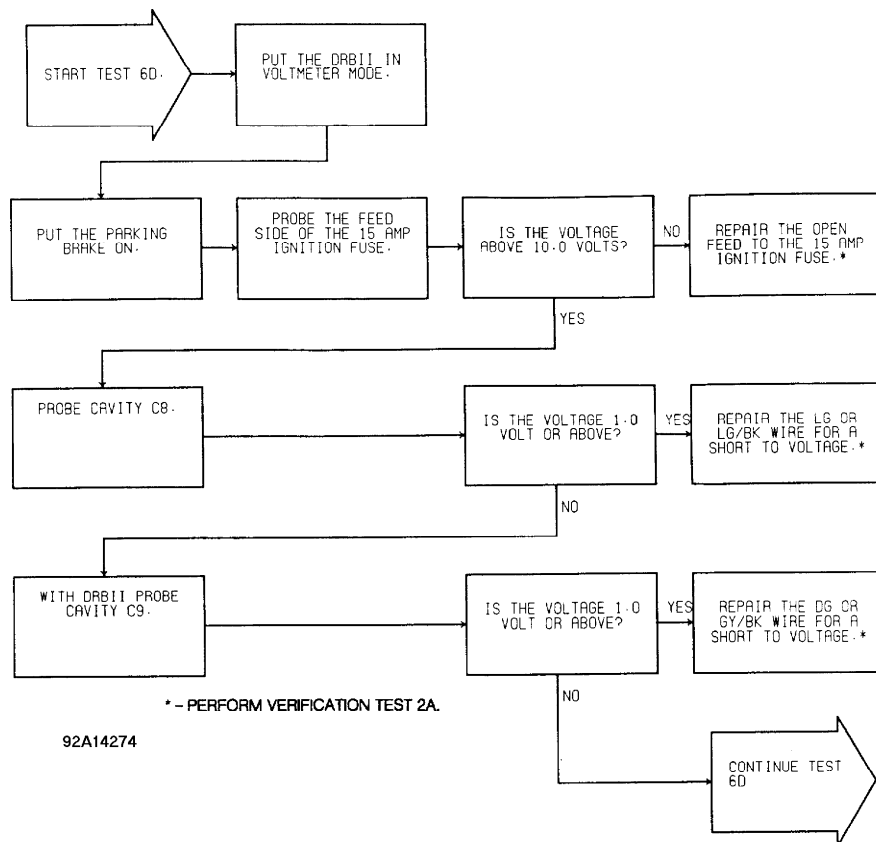 START TEST 6D.
PUT THE DRBII IN
VOLTMETER MODE.
PUT THE PARKING
BRAKE ON.
PROBE THE FEED
SIDE OF THE 15 AMP
IGNITION FUSE.
IS THE VOLTAGE
ABOVE 10.0 VOLTS?
NO
REPAIR THE OPEN
FEED TO THE 15 AMP
IGNITION FUSE.*
YES
PROBE CAVITY C8.
IS THE VOLTAGE 1.0
VOLT OR ABOVE?
YES
REPAIR THE LG OR
LG/BK WIRE FOR A
SHORT TO VOLTAGE.*
NO
WITH DRBII PROBE
CAVITY C9.
IS THE VOLTAGE 1.0
VOLT OR ABOVE?
YES
REPAIR THE DG OR
GY/BK WIRE FOR A
SHORT TO VOLTAGE.*
NO
* – PERFORM VERIFICATION TEST 2A.
92A14274
CONTINUE TEST
6D